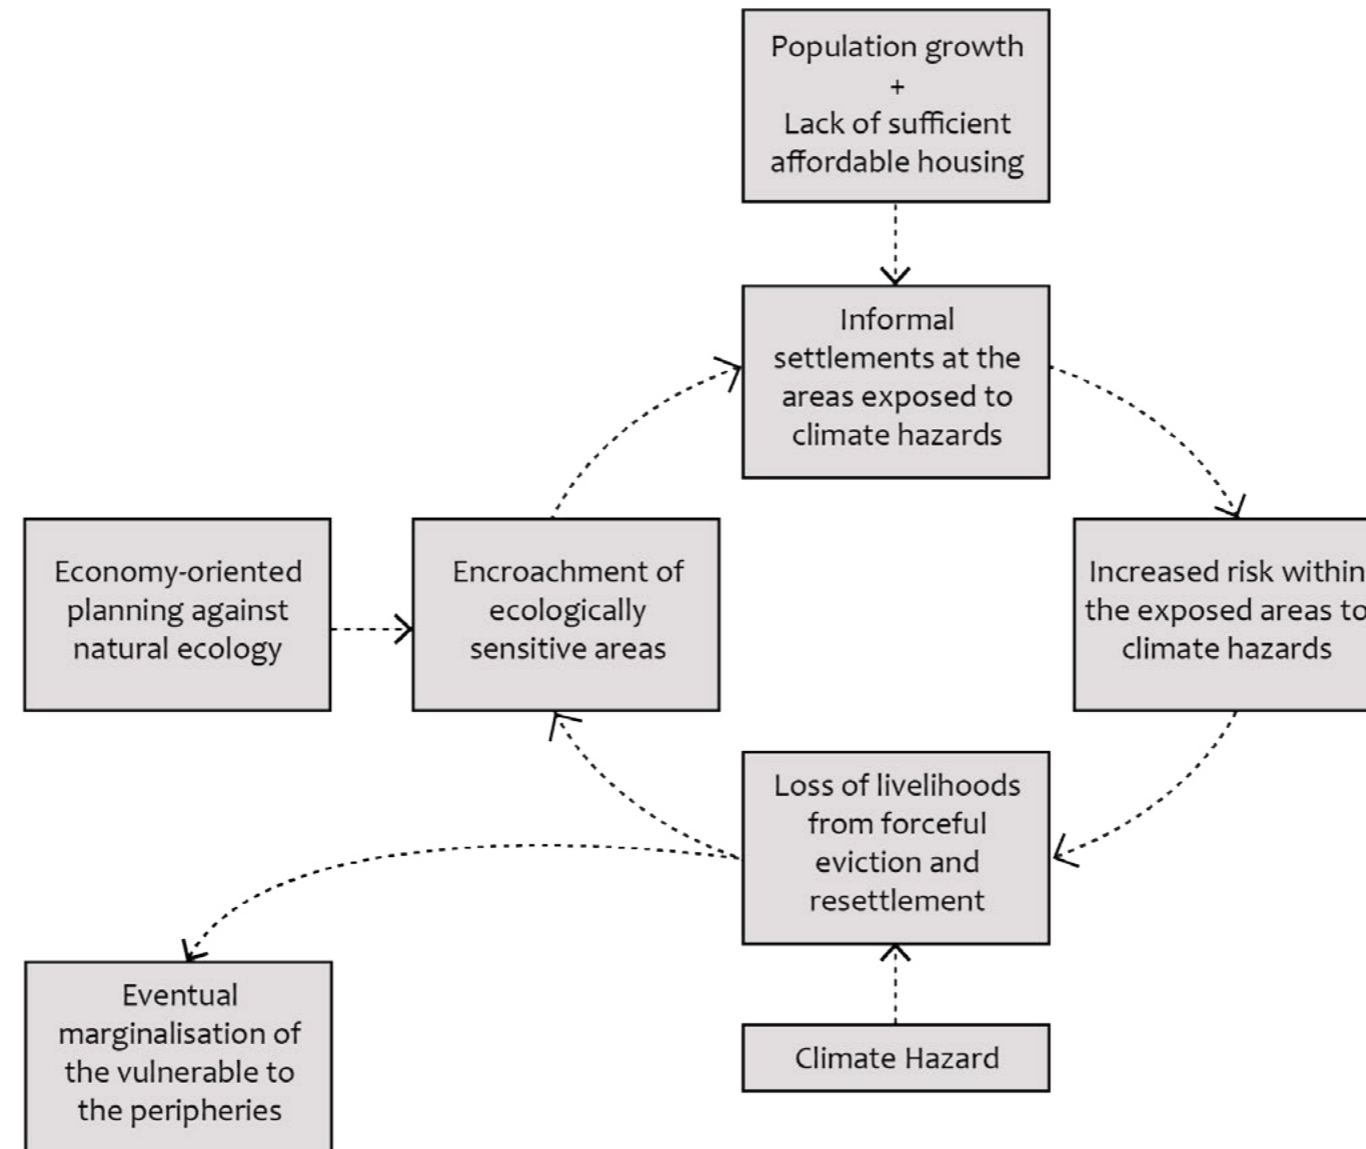 Population growth
+
Lack of sufficient
affordable housing
Informal
settlements at the
areas exposed to
climate hazards
Economy-oriented
planning against
natural ecology
Encroachment of
ecologically
sensitive areas
Increased risk within
the exposed areas to
climate hazards
Loss of livelihoods
from forceful
eviction and
resettlement
Eventual
marginalisation of
the vulnerable to
the peripheries
Climate Hazard